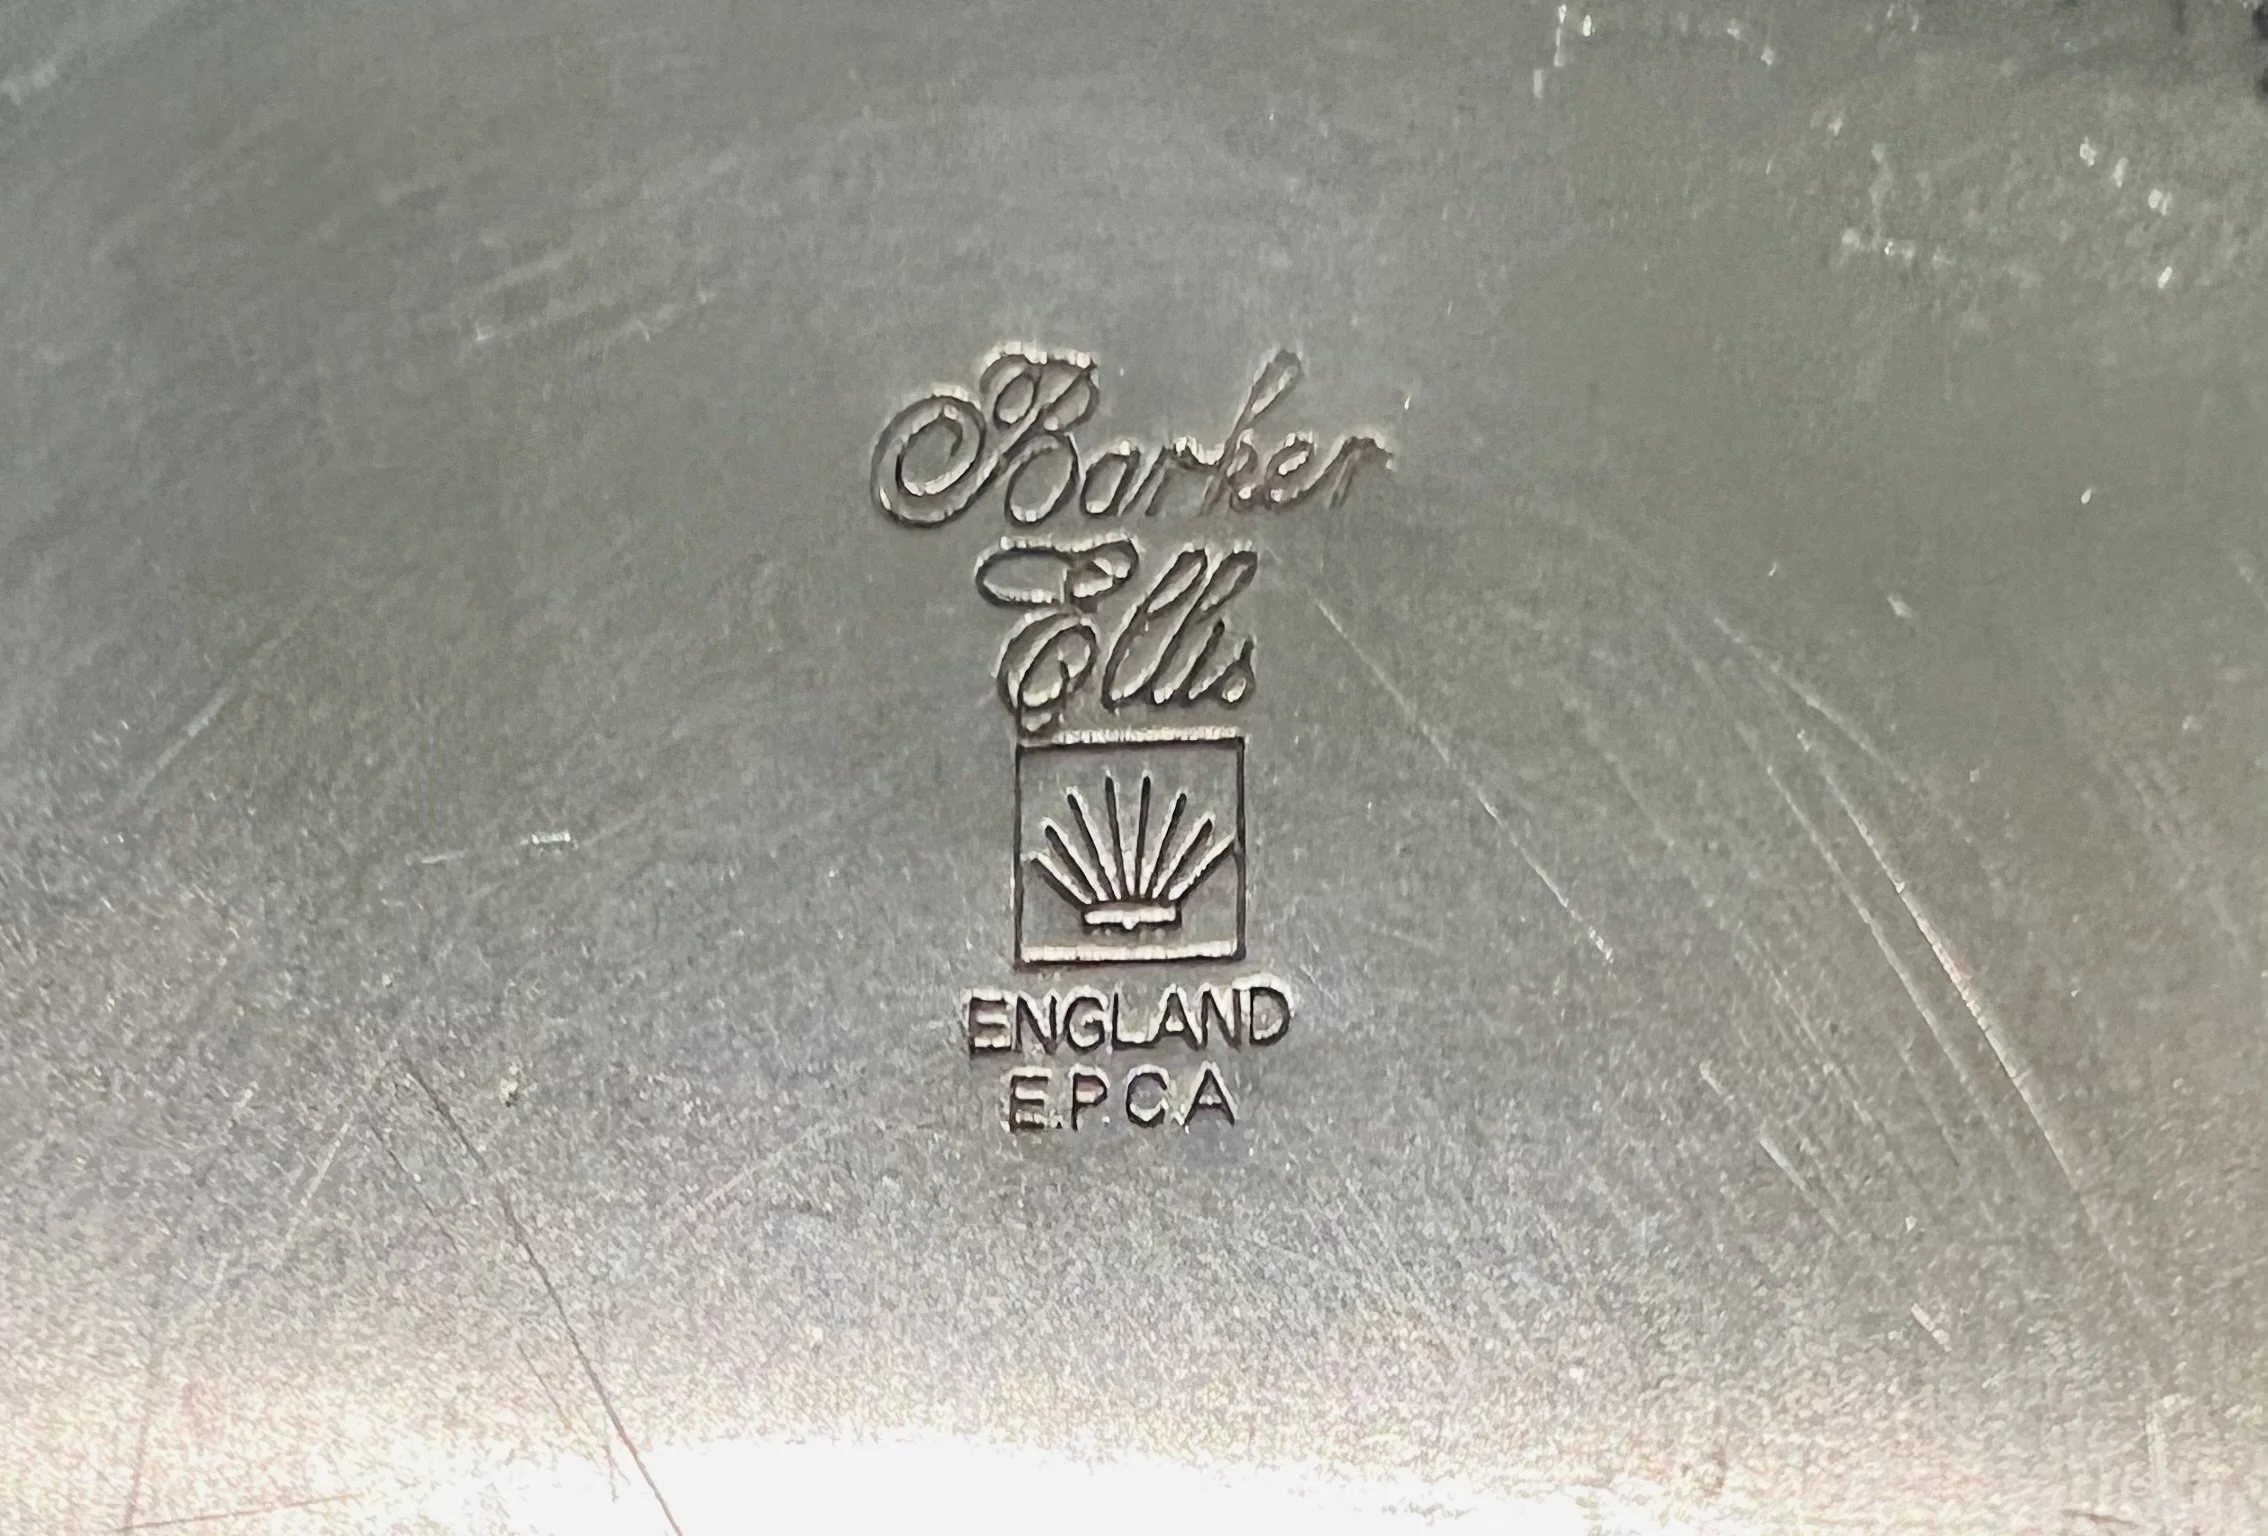 Barker
Ellis
ENGLAND
E.P.C.A